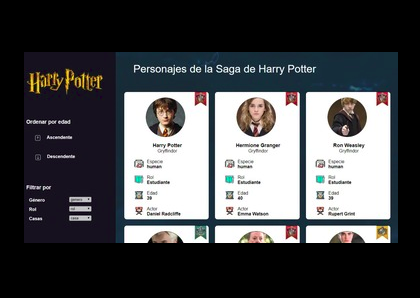 Harry Potter
Personajes de la Saga de Harry Potter
Ordenar por edad
Ascendente
Descendente
Filtrar por
Género
genero
Rol
rol
Casas
casa
Harry Potter
Gryffindor
Especie
human
Rol
Estudiante
Edad
39
Actor
Daniel Radcliffe
Hermione Granger
Gryffindor
Especie
human
Rol
Estudiante
Edad
40
Actor
Emma Watson
Ron Weasley
Gryffindor
Especie
human
Rol
Estudiante
Edad
39
Actor
Rupert Grint